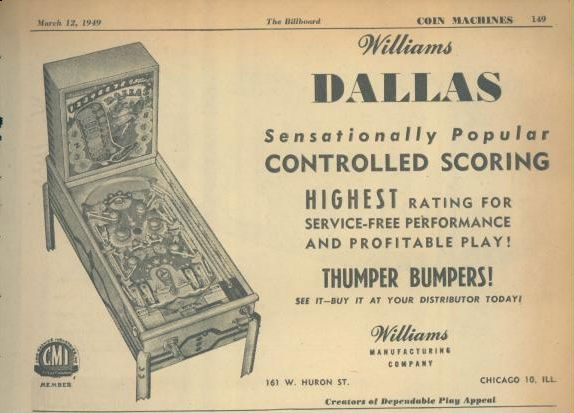 March 12, 1949
The Billboard
COIN MACHINES 149
Williams
DALLAS
Sensationally Popular
CONTROLLED SCORING
HIGHEST RATING FOR
SERVICE-FREE PERFORMANCE
AND PROFITABLE PLAY!
THUMPER BUMPERS!
SEE IT—BUY IT AT YOUR DISTRIBUTOR TODAY!
Williams
MANUFACTURING
COMPANY
161 W. HURON ST.
CHICAGO 10, ILL.
Creators of Dependable Play Appeal
DALLAS
CMI
MEMBER